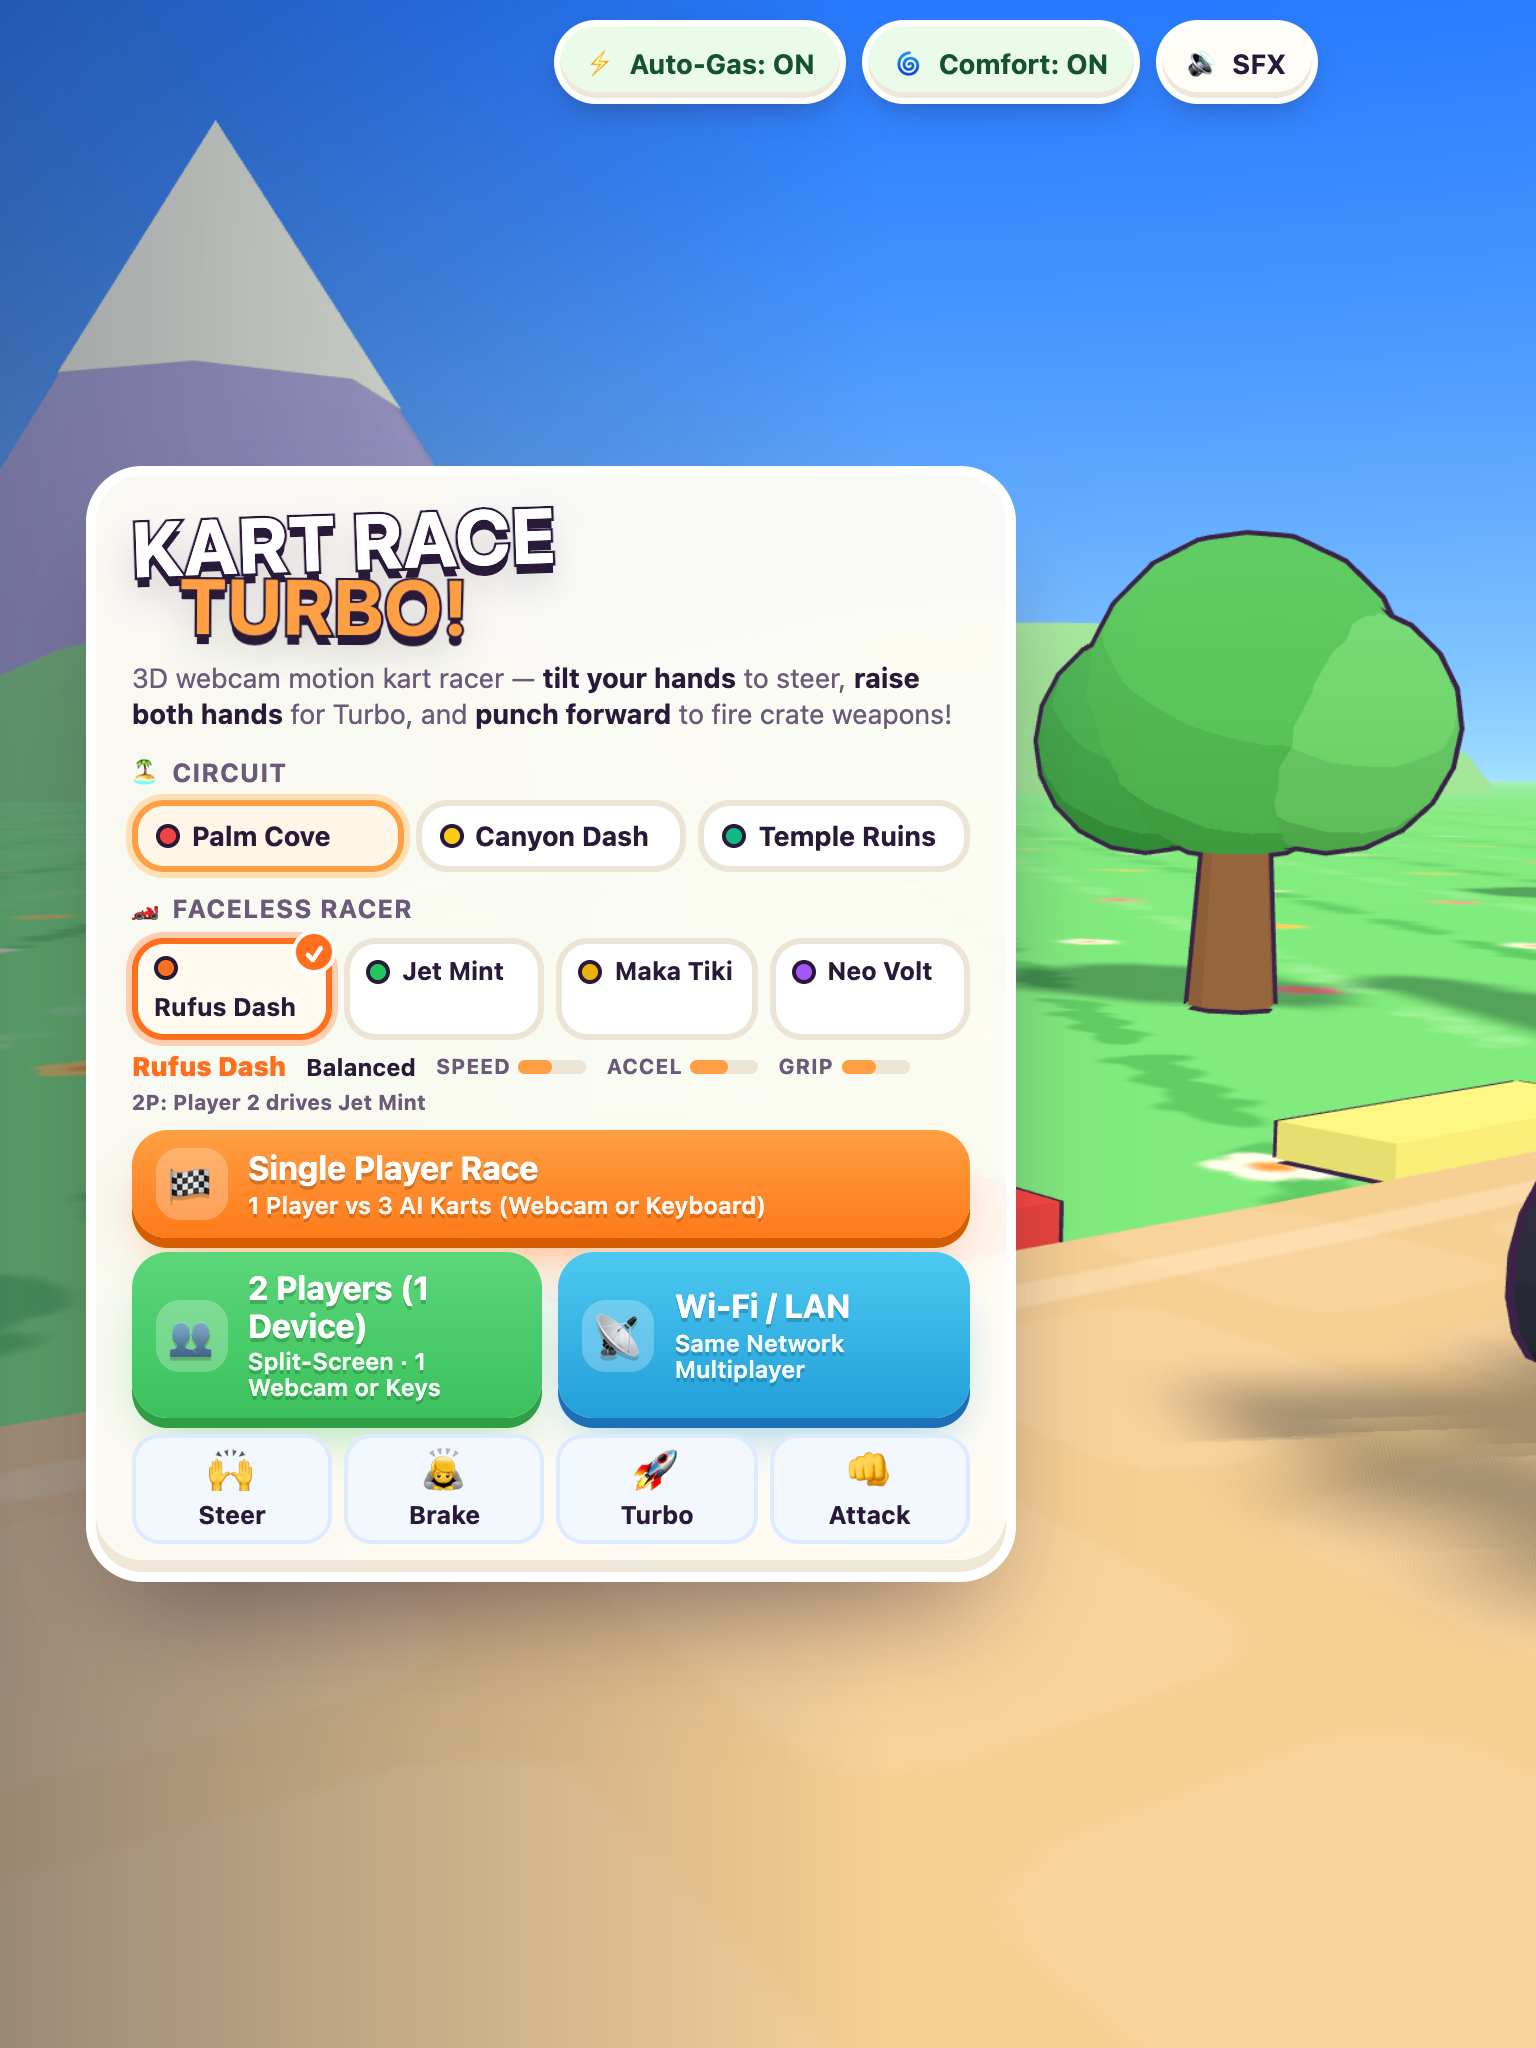 Auto-Gas: ON Comfort: ON SFX
KART RACE
TURBO!
3D webcam motion kart racer — tilt your hands to steer, raise
both hands for Turbo, and punch forward to fire crate weapons!
CIRCUIT
Palm Cove Canyon Dash Temple Ruins
FACELESS RACER
Rufus Dash
Jet Mint
Maka Tiki
Neo Volt
Rufus Dash Balanced SPEED ACCEL GRIP
2P: Player 2 drives Jet Mint
Single Player Race
1 Player vs 3 AI Karts (Webcam or Keyboard)
2 Players (1
Device)
Split-Screen · 1
Webcam or Keys
Wi-Fi / LAN
Same Network
Multiplayer
Steer Brake Turbo Attack